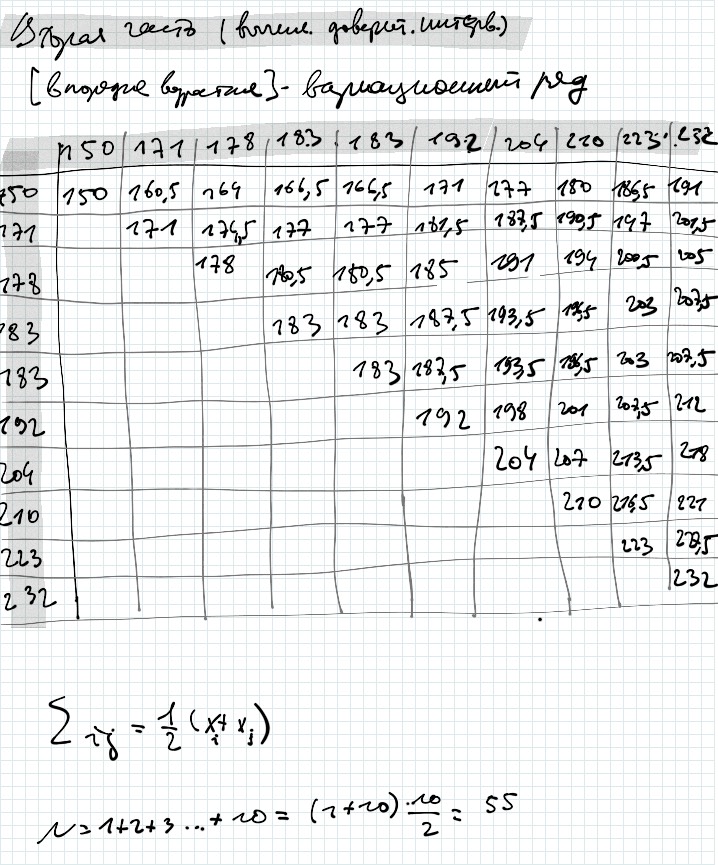 Вторая часть (вычисл. доверит. интерв.)
[в порядке возрастания] - вариационный ряд
150 171 178 183 183 192 204 210 223 232
150 150 160,5 164 166,5 166,5 171 177 180 186,5 191
171 171 174,5 177 177 181,5 187,5 190,5 197 201,5
178 178 180,5 180,5 185 191 194 200,5 205
183 183 183 187,5 193,5 196,5 203 207,5
183 183 187,5 193,5 196,5 203 207,5
192 192 198 201 207,5 212
204 204 207 213,5 218
210 210 216,5 221
223 223 227,5
232 232
Σ ij = 1/2 (xi + xj)
N = 1+2+3 ... + 10 = (1+10)·10/2 = 55